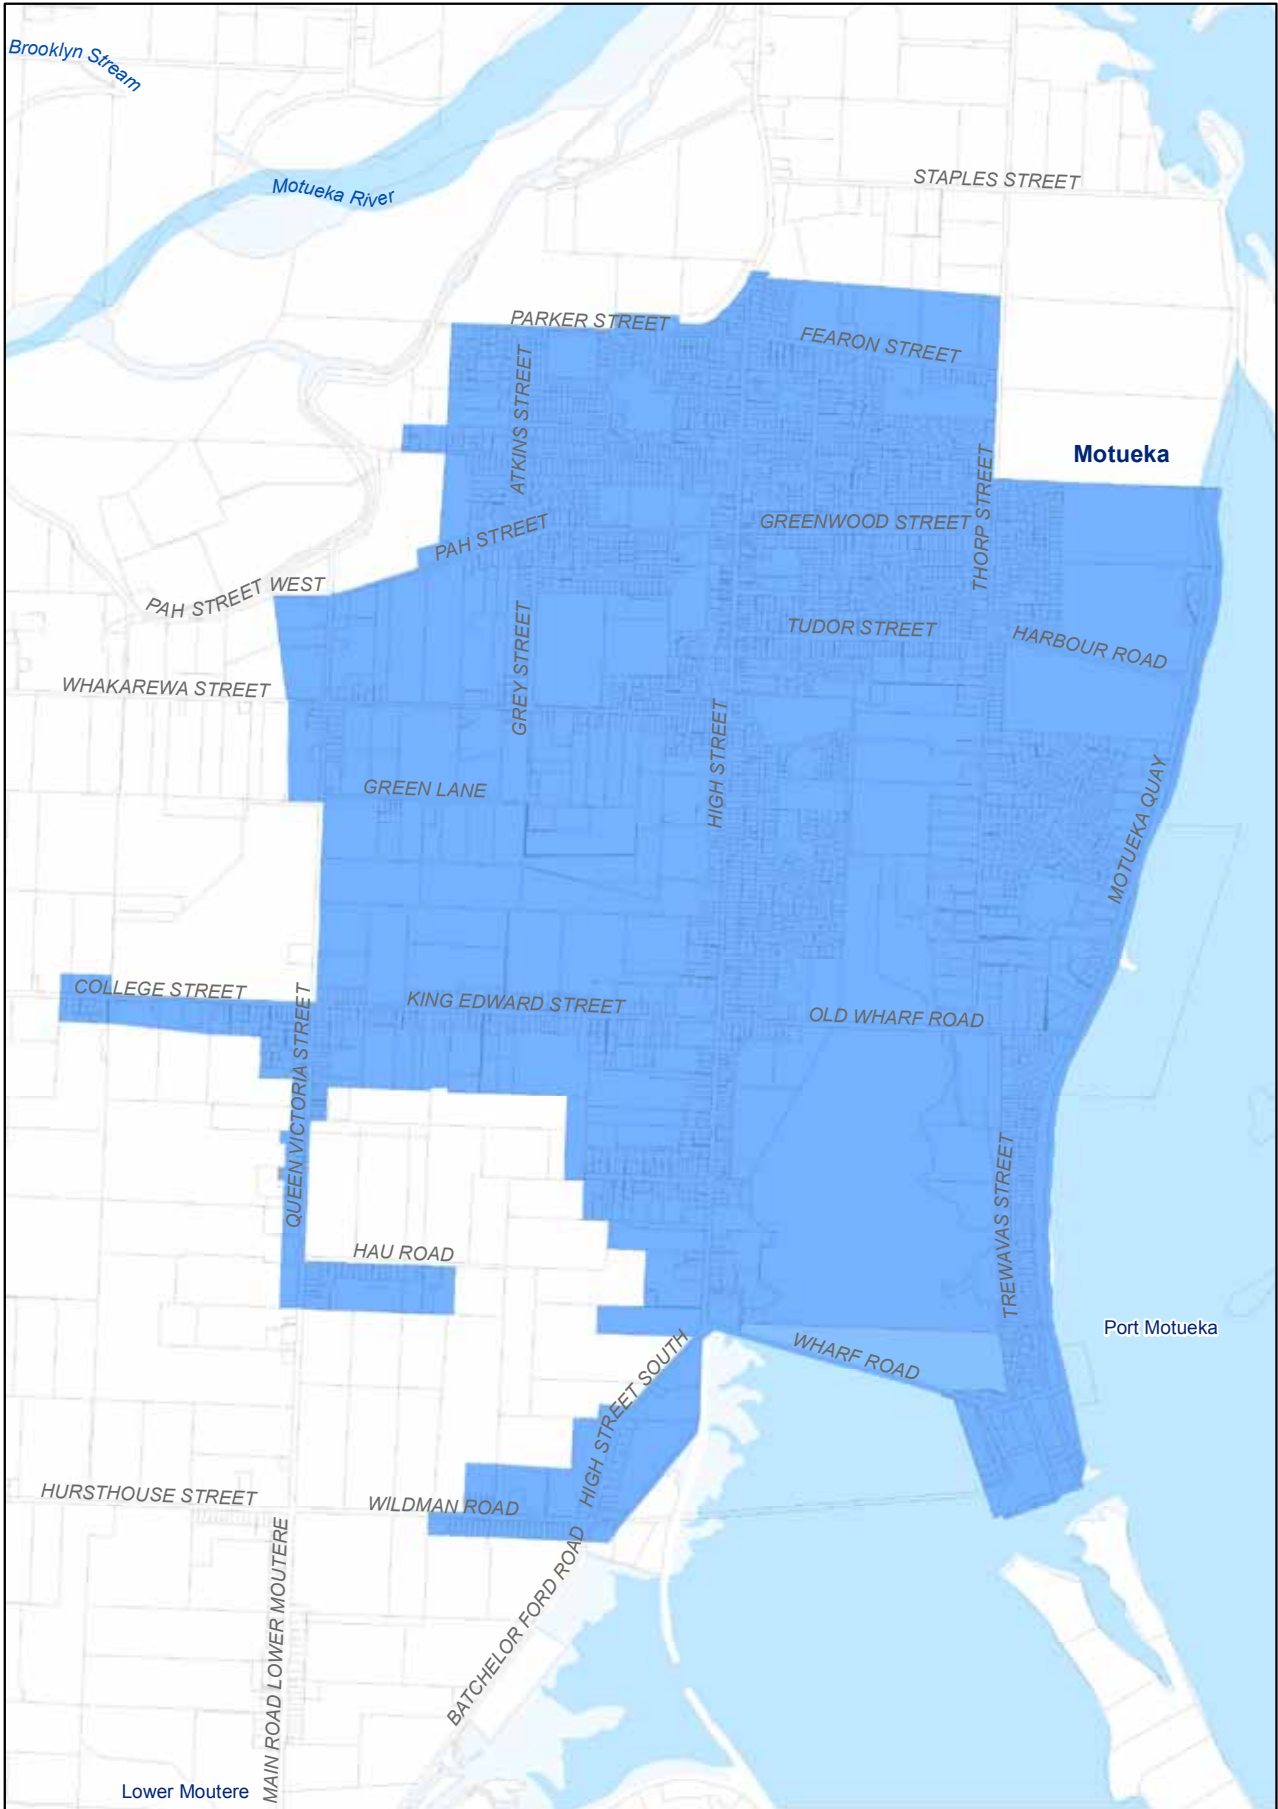 Brooklyn Stream
Motueka River
STAPLES STREET
PARKER STREET
FEARON STREET
ATKINS STREET
Motueka
THORP STREET
GREENWOOD STREET
PAH STREET
PAH STREET WEST
TUDOR STREET
HARBOUR ROAD
GREY STREET
WHAKAREWA STREET
HIGH STREET
MOTUEKA QUAY
GREEN LANE
COLLEGE STREET
KING EDWARD STREET
OLD WHARF ROAD
QUEEN VICTORIA STREET
TREWAVAS STREET
HAU ROAD
Port Motueka
WHARF ROAD
HIGH STREET SOUTH
HURSTHOUSE STREET
WILDMAN ROAD
MAIN ROAD LOWER MOUTERE
BATCHELOR FORD ROAD
Lower Moutere